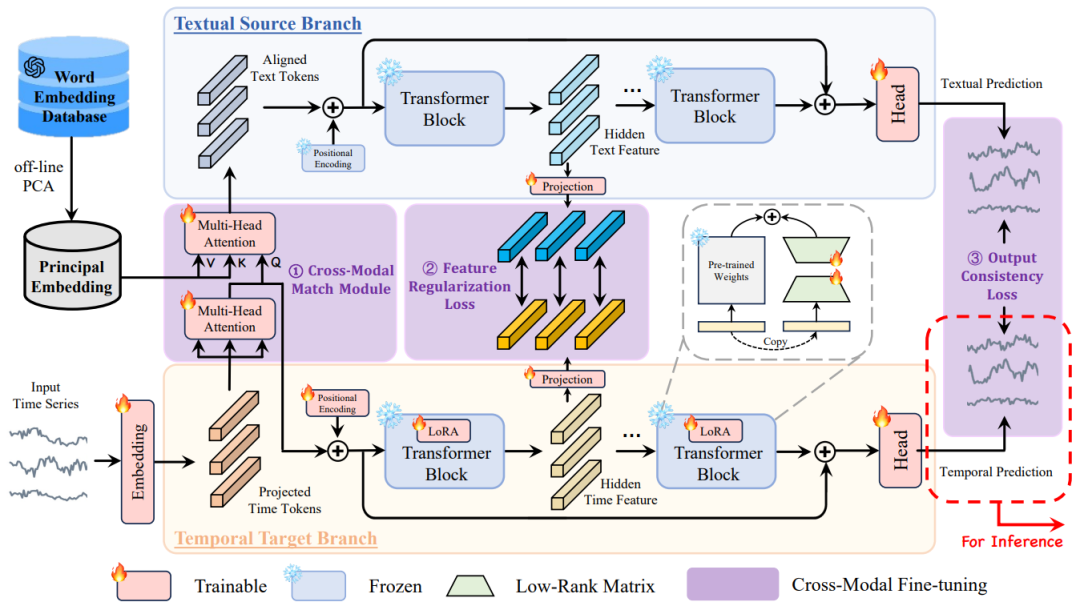 Textual Source Branch
Word
Embedding
Database
off-line
PCA
Principal
Embedding
Aligned
Text Tokens
Positional
Encoding
Transformer
Block
Hidden
Text Feature
...
Transformer
Block
Head
Textual Prediction
Projection
Multi-Head
Attention
V
K
Q
① Cross-Modal
Match Module
Multi-Head
Attention
② Feature
Regularization
Loss
Pre-trained
Weights
Copy
③ Output
Consistency
Loss
Projection
Input
Time Series
Embedding
Projected
Time Tokens
Positional
Encoding
LoRA
Transformer
Block
Hidden
Time Feature
...
LoRA
Transformer
Block
Head
Temporal Prediction
Temporal Target Branch
For Inference
Trainable
Frozen
Low-Rank Matrix
Cross-Modal Fine-tuning